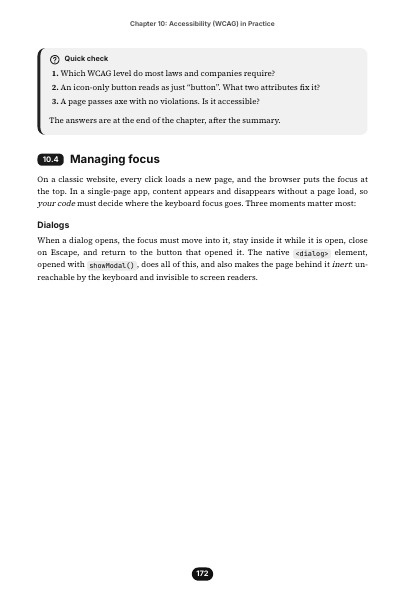 Chapter 10: Accessibility (WCAG) in Practice
Quick check
1. Which WCAG level do most laws and companies require?
2. An icon-only button reads as just “button”. What two attributes fix it?
3. A page passes axe with no violations. Is it accessible?
The answers are at the end of the chapter, after the summary.
10.4 Managing focus
On a classic website, every click loads a new page, and the browser puts the focus at
the top. In a single-page app, content appears and disappears without a page load, so
your code must decide where the keyboard focus goes. Three moments matter most:
Dialogs
When a dialog opens, the focus must move into it, stay inside it while it is open, close
on Escape, and return to the button that opened it. The native <dialog> element,
opened with showModal(), does all of this, and also makes the page behind it inert: un-
reachable by the keyboard and invisible to screen readers.
172